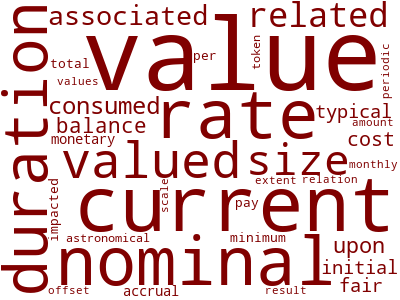 associated
related
value
per
token
periodic
total
values
duration
consumed
rate
typical
amount
balance
cost
monetary
valued
size
monthly
extent
relation
impacted
scale
current
pay
astronomical
minimum
nominal
upon
initial
fair
offset
accrual
result